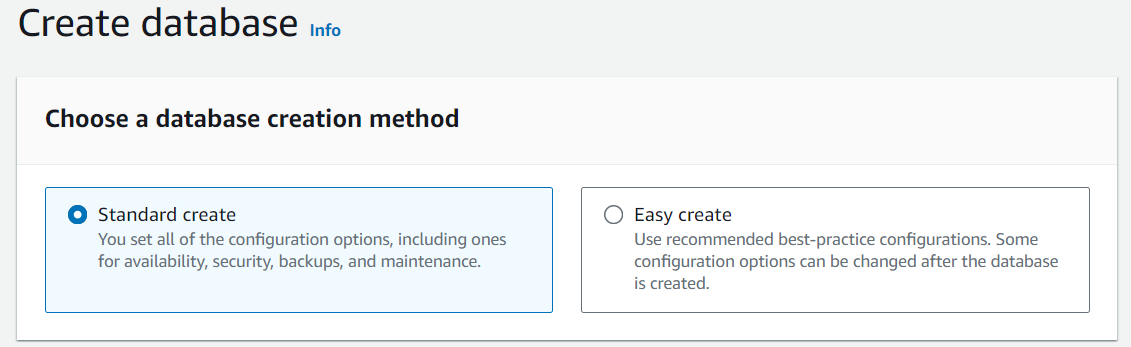 Create database Info
Choose a database creation method
Standard create
You set all of the configuration options, including ones
for availability, security, backups, and maintenance.
Easy create
Use recommended best-practice configurations. Some
configuration options can be changed after the database
is created.